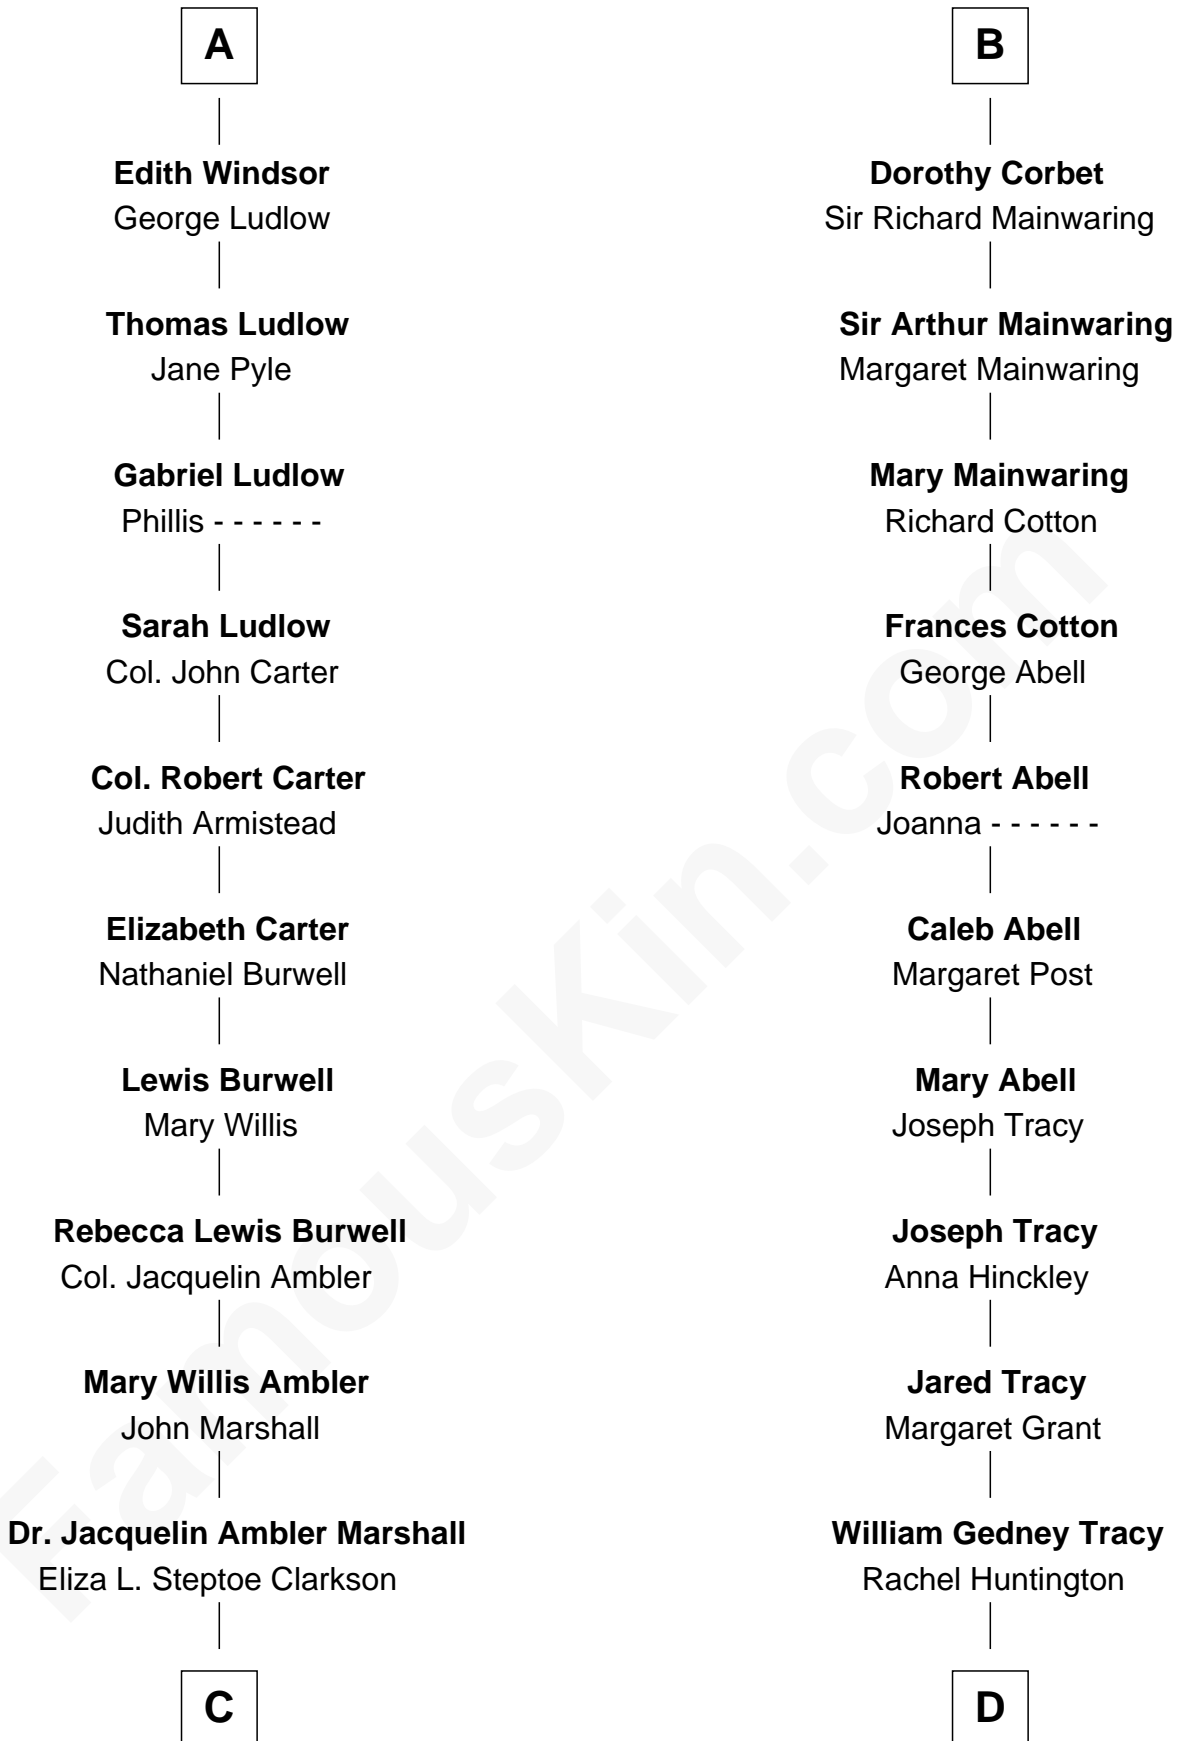 A
Edith Windsor
George Ludlow
Thomas Ludlow
Jane Pyle
Gabriel Ludlow
Phillis - - - - - -
Sarah Ludlow
Col. John Carter
Col. Robert Carter
Judith Armistead
Elizabeth Carter
Nathaniel Burwell
Lewis Burwell
Mary Willis
Rebecca Lewis Burwell
Col. Jacquelin Ambler
Mary Willis Ambler
John Marshall
Dr. Jacquelin Ambler Marshall
Eliza L. Steptoe Clarkson
C
B
Dorothy Corbet
Sir Richard Mainwaring
Sir Arthur Mainwaring
Margaret Mainwaring
Mary Mainwaring
Richard Cotton
Frances Cotton
George Abell
Robert Abell
Joanna - - - - - -
Caleb Abell
Margaret Post
Mary Abell
Joseph Tracy
Joseph Tracy
Anna Hinckley
Jared Tracy
Margaret Grant
William Gedney Tracy
Rachel Huntington
D
FamousKin.com